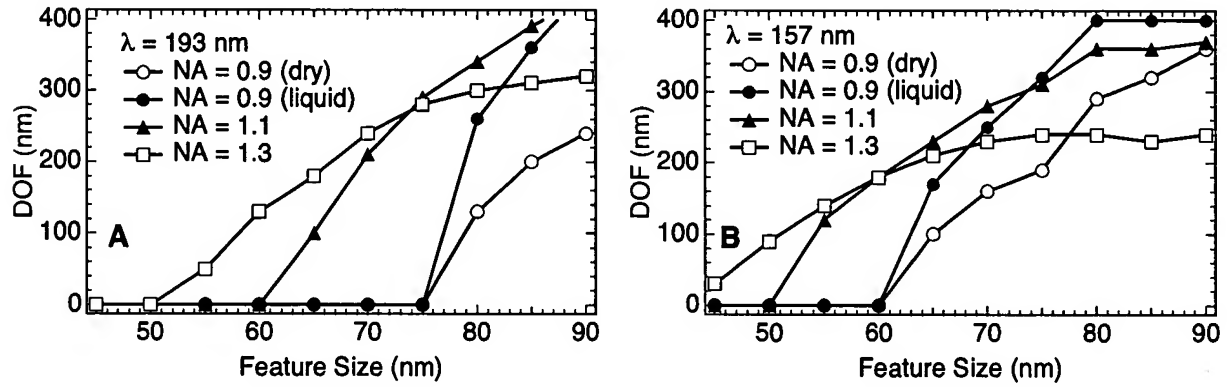 400
300
200
100
0
DOF (nm)
λ = 193 nm
NA = 0.9 (dry)
NA = 0.9 (liquid)
NA = 1.1
NA = 1.3
A
50 60 70 80 90
Feature Size (nm)
400
300
200
100
0
DOF (nm)
λ = 157 nm
NA = 0.9 (dry)
NA = 0.9 (liquid)
NA = 1.1
NA = 1.3
B
50 60 70 80 90
Feature Size (nm)